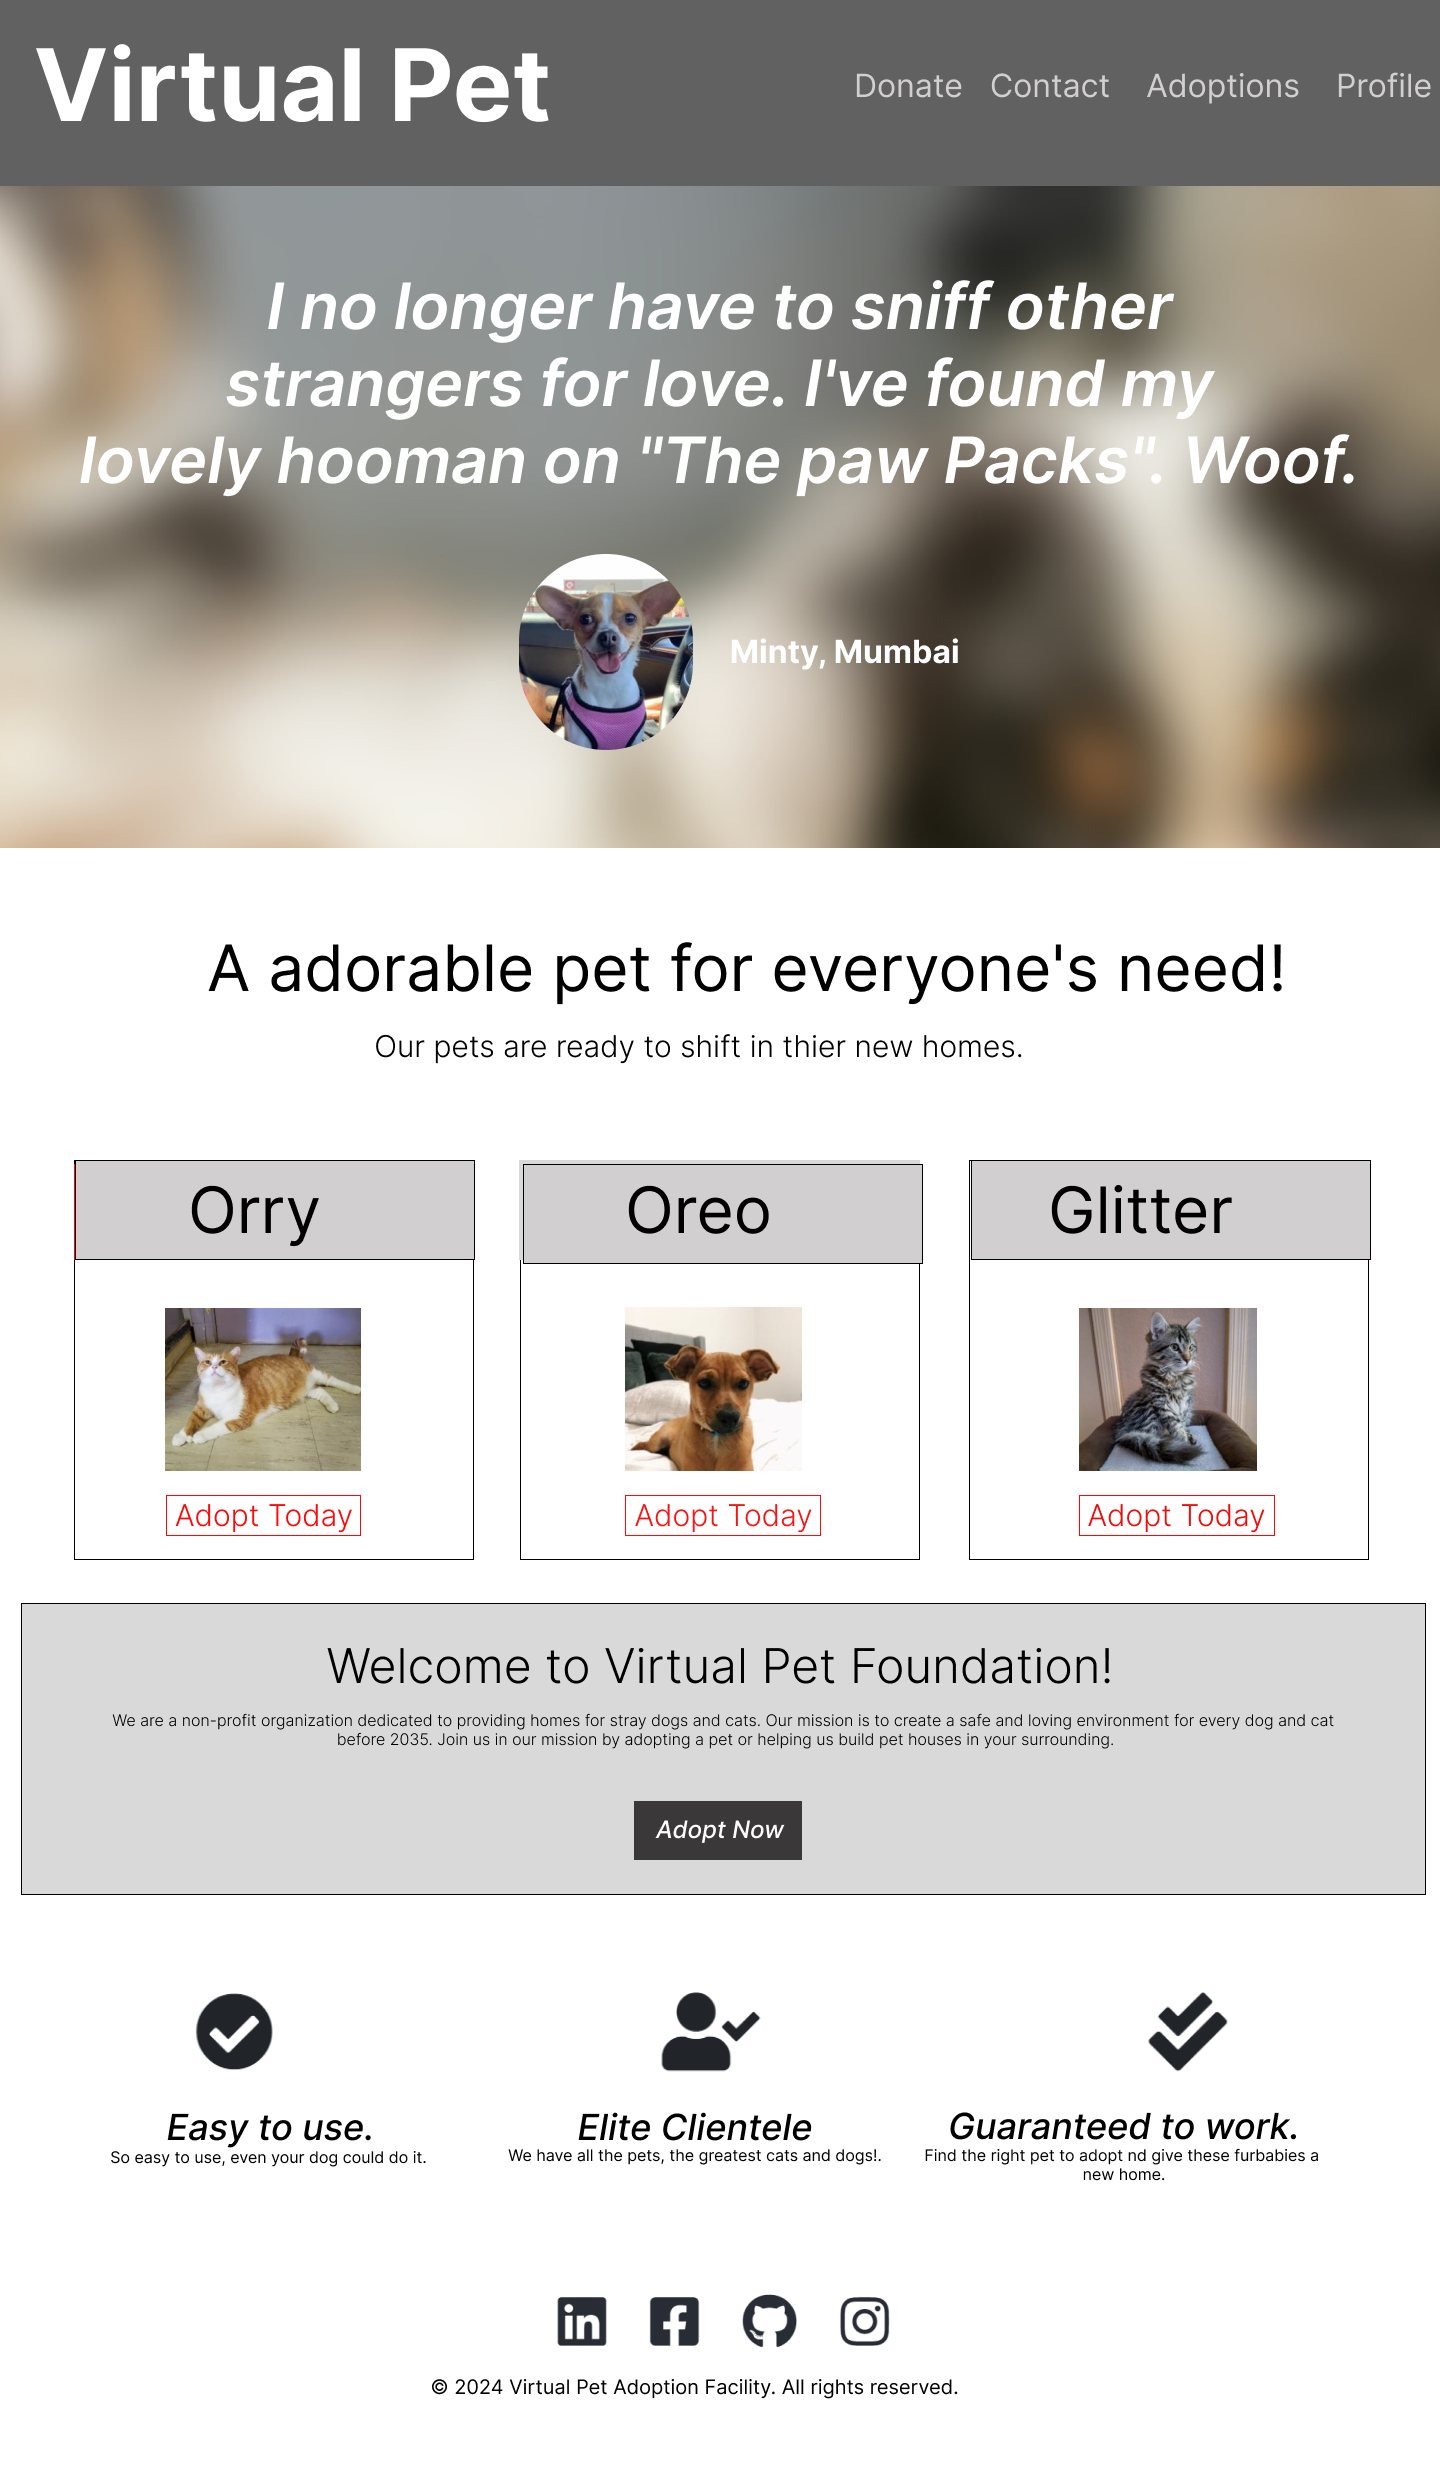 Virtual Pet
Donate Contact Adoptions Profile
I no longer have to sniff other
strangers for love. I've found my
lovely hooman on "The paw Packs". Woof.
Minty, Mumbai
A adorable pet for everyone's need!
Our pets are ready to shift in thier new homes.
Orry
Oreo
Glitter
Adopt Today
Adopt Today
Adopt Today
Welcome to Virtual Pet Foundation!
We are a non-profit organization dedicated to providing homes for stray dogs and cats. Our mission is to create a safe and loving environment for every dog and cat
before 2035. Join us in our mission by adopting a pet or helping us build pet houses in your surrounding.
Adopt Now
Easy to use.
So easy to use, even your dog could do it.
Elite Clientele
We have all the pets, the greatest cats and dogs!.
Guaranteed to work.
Find the right pet to adopt nd give these furbabies a
new home.
in
© 2024 Virtual Pet Adoption Facility. All rights reserved.